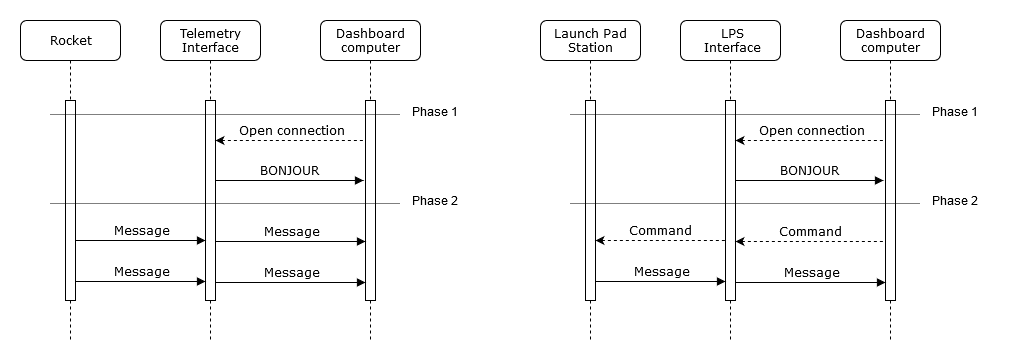 Rocket
Telemetry
Interface
Dashboard
computer
Phase 1
Open connection
BONJOUR
Phase 2
Message
Message
Message
Message
Launch Pad
Station
LPS
Interface
Dashboard
computer
Phase 1
Open connection
BONJOUR
Phase 2
Command
Command
Message
Message